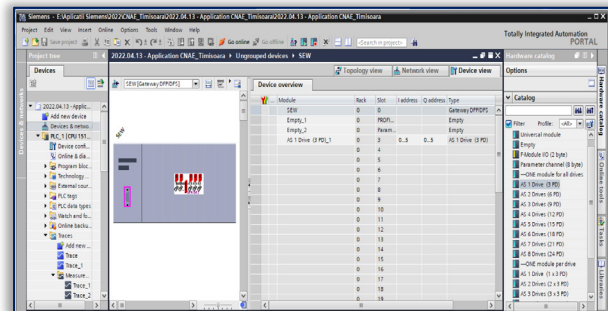 Siemens - E:\Aplicatii Siemens\2022\CNAE_Timisoara\2022.04.13 - Application CNAE_Timisoara\2022.04.13 - Application CNAE_Timisoara
Project Edit View Insert Online Options Tools Window Help
Totally Integrated Automation
PORTAL
Save project
Go online
Go offline
<Search in project>
Project tree
2022.04.13 - Application CNAE_Timisoara > Ungrouped devices > SEW
Hardware catalog
Devices
Topology view
Network view
Device view
Options
SEW [Gateway DFP/DFS]
Device overview
Module Rack Slot I address Q address Type
SEW 0 0 Gateway DFP/DFS
Empty_1 0 PROFI... Empty
Empty_2 0 Param... Empty
AS 1 Drive (3 PD)_1 0 3 0...5 0...5 AS 1 Drive (3 PD)
0 4
0 5
0 6
0 7
0 8
0 9
0 10
0 11
0 12
0 13
0 14
0 15
0 16
0 17
0 18
0 19
2022.04.13 - Applic...
Add new device
Devices & netwo...
PLC_1 [CPU 151...
Device confi...
Online & dia...
Program bloc...
Technology ...
External sour...
PLC tags
PLC data types
Watch and fo...
Online backu...
Traces
Add new ...
Trace
Trace_1
Measure...
Trace_1
Trace_2
SEW
Catalog
Filter Profile: <All>
Universal module
Empty
F-Module I/O (2 byte)
Parameter channel (8 byte)
---ONE module for all drives
AS 1 Drive (3 PD)
AS 2 Drives (6 PD)
AS 3 Drives (9 PD)
AS 4 Drives (12 PD)
AS 5 Drives (15 PD)
AS 6 Drives (18 PD)
AS 7 Drives (21 PD)
AS 8 Drives (24 PD)
---ONE module per drive
AS 1 Drive (1 x 3 PD)
AS 2 Drives (2 x 3 PD)
AS 3 Drives (3 x 3 PD)
Devices & networks
Hardware catalog
Online tools
Tasks
Libraries